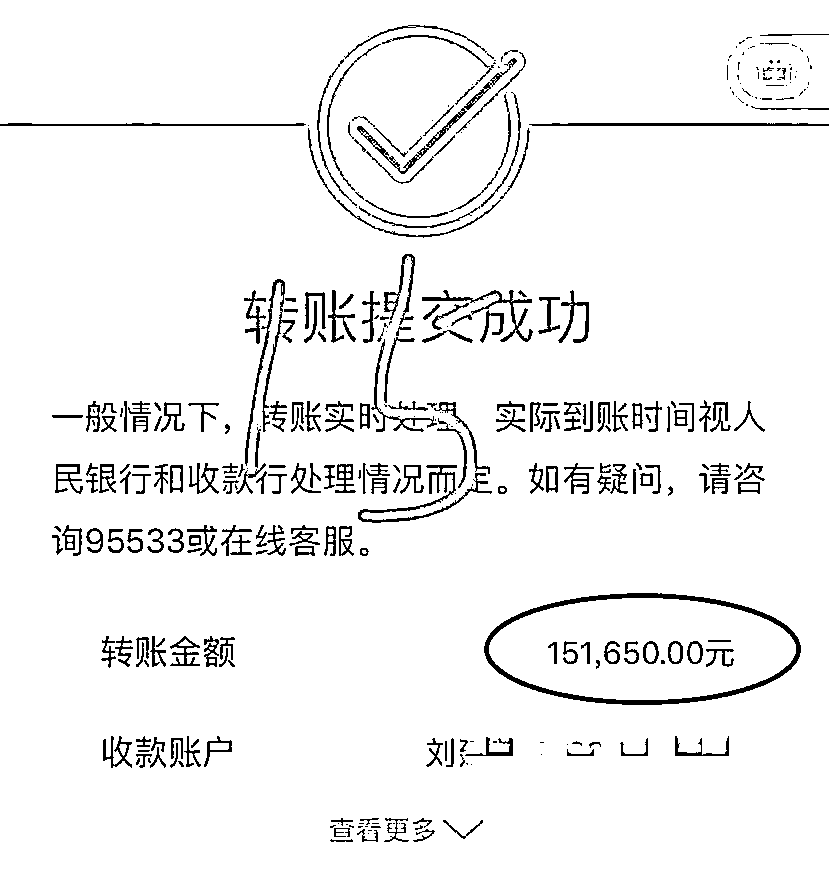 转账提交成功
15
一般情况下，转账实时处理，实际到账时间视人
民银行和收款行处理情况而定。如有疑问，请咨
询95533或在线客服。
转账金额 151,650.00元
收款账户 刘
查看更多